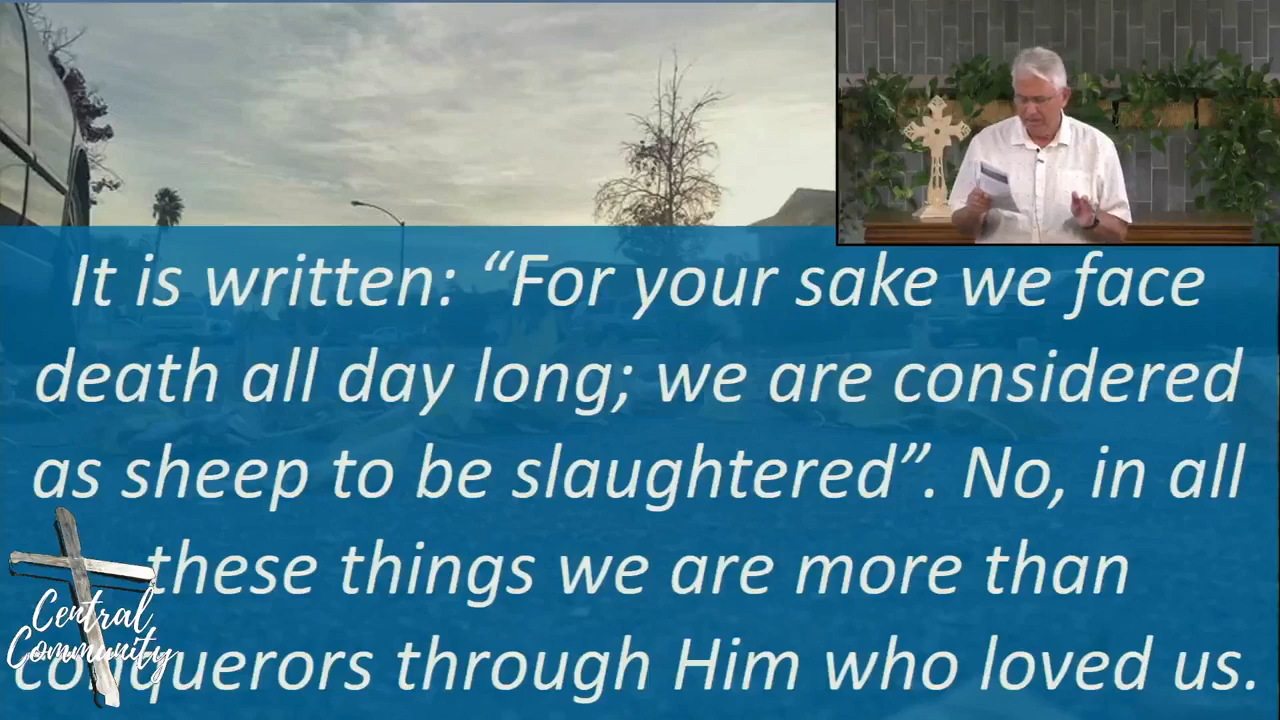 It is written: “For your sake we face
death all day long; we are considered
as sheep to be slaughtered”. No, in all
these things we are more than
conquerors through Him who loved us.
Central
Community